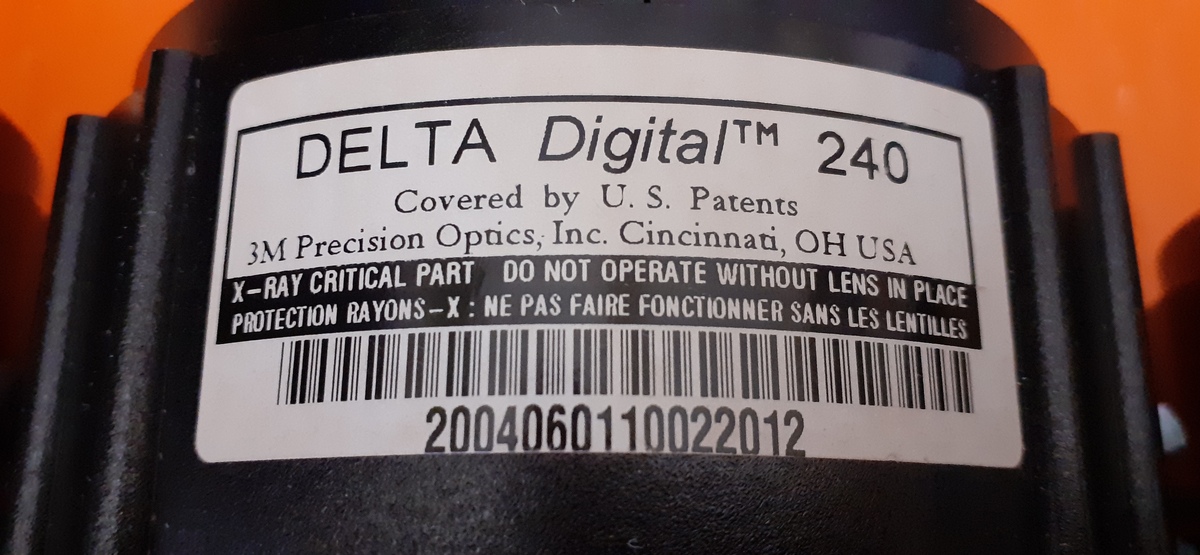 DELTA Digital™ 240
Covered by U. S. Patents
3M Precision Optics, Inc. Cincinnati, OH USA
X-RAY CRITICAL PART DO NOT OPERATE WITHOUT LENS IN PLACE
PROTECTION RAYONS-X : NE PAS FAIRE FONCTIONNER SANS LES LENTILLES
2004060110022012